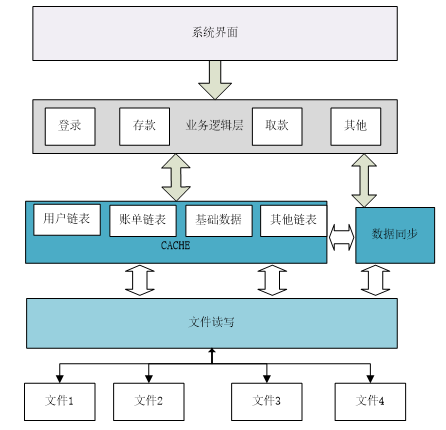 系统界面
登录
存款
业务逻辑层
取款
其他
用户链表
账单链表
基础数据
其他链表
CACHE
数据同步
文件读写
文件1
文件2
文件3
文件4